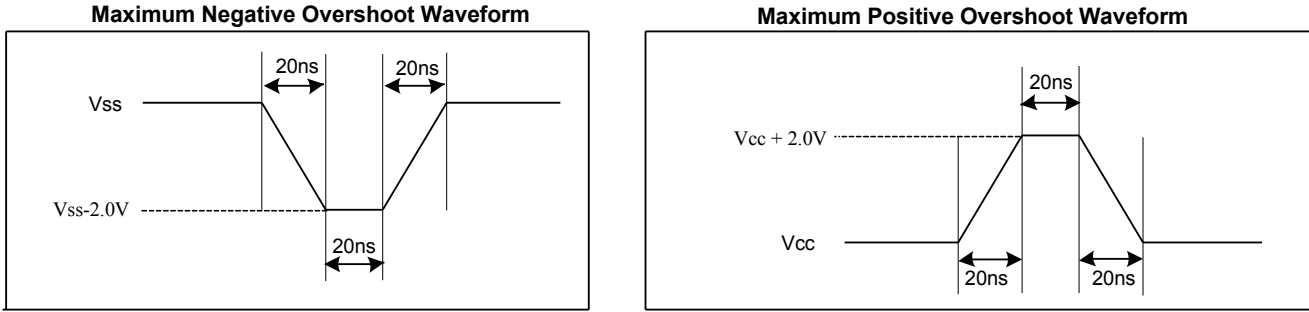 Maximum Negative Overshoot Waveform
20ns
20ns
Vss
Vss-2.0V
20ns
Maximum Positive Overshoot Waveform
20ns
Vcc + 2.0V
Vcc
20ns
20ns